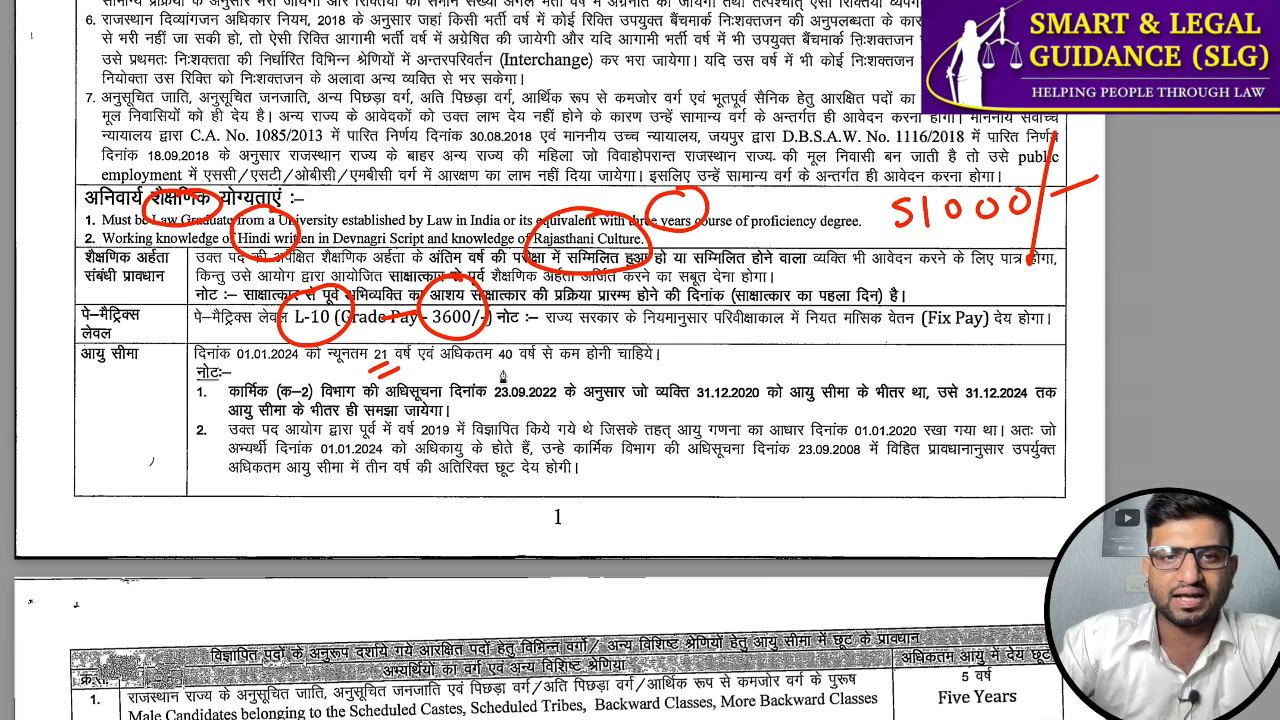 6. राजस्थान दिव्यांगजन अधिकार नियम, 2018 के अनुसार जहां किसी भर्ती वर्ष में कोई रिक्ति उपयुक्त बैंचमार्क निःशक्तजन की अनुपलब्धता के कार
से भरी नहीं जा सकी हो, तो ऐसी रिक्ति आगामी भर्ती वर्ष में अग्रेषित की जायेगी और यदि आगामी भर्ती वर्ष में भी उपयुक्त बैंचमार्क निःशक्तजन
उसे प्रथमतः निःशक्तता की निर्धारित विभिन्न श्रेणियों में अन्तरपरिवर्तन (Interchange) कर भरा जायेगा। यदि उस वर्ष में भी कोई निःशक्तजन
नियोक्ता उस रिक्ति को निःशक्तजन के अलावा अन्य व्यक्ति से भर सकेगा।
7. अनुसूचित जाति, अनुसूचित जनजाति, अन्य पिछड़ा वर्ग, अति पिछड़ा वर्ग, आर्थिक रूप से कमजोर वर्ग एवं भूतपूर्व सैनिक हेतु आरक्षित पदों का
मूल निवासियों को ही देय है। अन्य राज्य के आवेदकों को उक्त लाभ देय नहीं होने के कारण उन्हें सामान्य वर्ग के अन्तर्गत ही आवेदन करना होगा। माननीय सर्वोच्च
न्यायालय द्वारा C.A. No. 1085/2013 में पारित निर्णय दिनांक 30.08.2018 एवं माननीय उच्च न्यायालय, जयपुर द्वारा D.B.S.A.W. No. 1116/2018 में पारित निर्णय
दिनांक 18.09.2018 के अनुसार राजस्थान राज्य के बाहर अन्य राज्य की महिला जो विवाहोपरान्त राजस्थान राज्य की मूल निवासी बन जाती है तो उसे public
employment में एससी/एसटी/ओबीसी/एमबीसी वर्ग में आरक्षण का लाभ नहीं दिया जायेगा। इसलिए उन्हें सामान्य वर्ग के अन्तर्गत ही आवेदन करना होगा।
अनिवार्य शैक्षणिक योग्यताएं :–
1. Must be Law Graduate from a University established by Law in India or its equivalent with three years course of proficiency degree.
2. Working knowledge of Hindi written in Devnagri Script and knowledge of Rajasthani Culture.
51000/-
शैक्षणिक अर्हता संबंधी प्रावधान
उक्त पद की अपेक्षित शैक्षणिक अर्हता के अंतिम वर्ष की परीक्षा में सम्मिलित हुआ हो या सम्मिलित होने वाला व्यक्ति भी आवेदन करने के लिए पात्र होगा,
किन्तु उसे आयोग द्वारा आयोजित साक्षात्कार से पूर्व शैक्षणिक अर्हता अर्जित करने का सबूत देना होगा।
नोट :– साक्षात्कार से पूर्व अभिव्यक्ति का आशय साक्षात्कार की प्रक्रिया प्रारम्भ होने की दिनांक (साक्षात्कार का पहला दिन) है।
पे–मैट्रिक्स लेवल
पे–मैट्रिक्स लेवल L-10 (Grade Pay - 3600/-) नोट :– राज्य सरकार के नियमानुसार परिवीक्षाकाल में नियत मासिक वेतन (Fix Pay) देय होगा।
आयु सीमा
दिनांक 01.01.2024 को न्यूनतम 21 वर्ष एवं अधिकतम 40 वर्ष से कम होनी चाहिये।
नोटः–
1. कार्मिक (क–2) विभाग की अधिसूचना दिनांक 23.09.2022 के अनुसार जो व्यक्ति 31.12.2020 को आयु सीमा के भीतर था, उसे 31.12.2024 तक
आयु सीमा के भीतर ही समझा जायेगा।
2. उक्त पद आयोग द्वारा पूर्व में वर्ष 2019 में विज्ञापित किये गये थे जिसके तहत् आयु गणना का आधार दिनांक 01.01.2020 रखा गया था। अतः जो
अभ्यर्थी दिनांक 01.01.2024 को अधिकायु के होते हैं, उन्हे कार्मिक विभाग की अधिसूचना दिनांक 23.09.2008 में विहित प्रावधानानुसार उपर्युक्त
अधिकतम आयु सीमा में तीन वर्ष की अतिरिक्त छूट देय होगी।
1
विज्ञापित पदों के अनुरूप दर्शाये गये आरक्षित पदों हेतु विभिन्न वर्गो/ अन्य विशिष्ट श्रेणियों हेतु आयु सीमा में छूट के प्रावधान
अभ्यर्थियों का वर्ग एवं अन्य विशिष्ट श्रेणियां
अधिकतम आयु में देय छूट
1. राजस्थान राज्य के अनुसूचित जाति, अनुसूचित जनजाति एवं पिछड़ा वर्ग/अति पिछड़ा वर्ग/आर्थिक रूप से कमजोर वर्ग के पुरूष
Male Candidates belonging to the Scheduled Castes, Scheduled Tribes, Backward Classes, More Backward Classes
5 वर्ष
Five Years
SMART & LEGAL
GUIDANCE (SLG)
HELPING PEOPLE THROUGH LAW